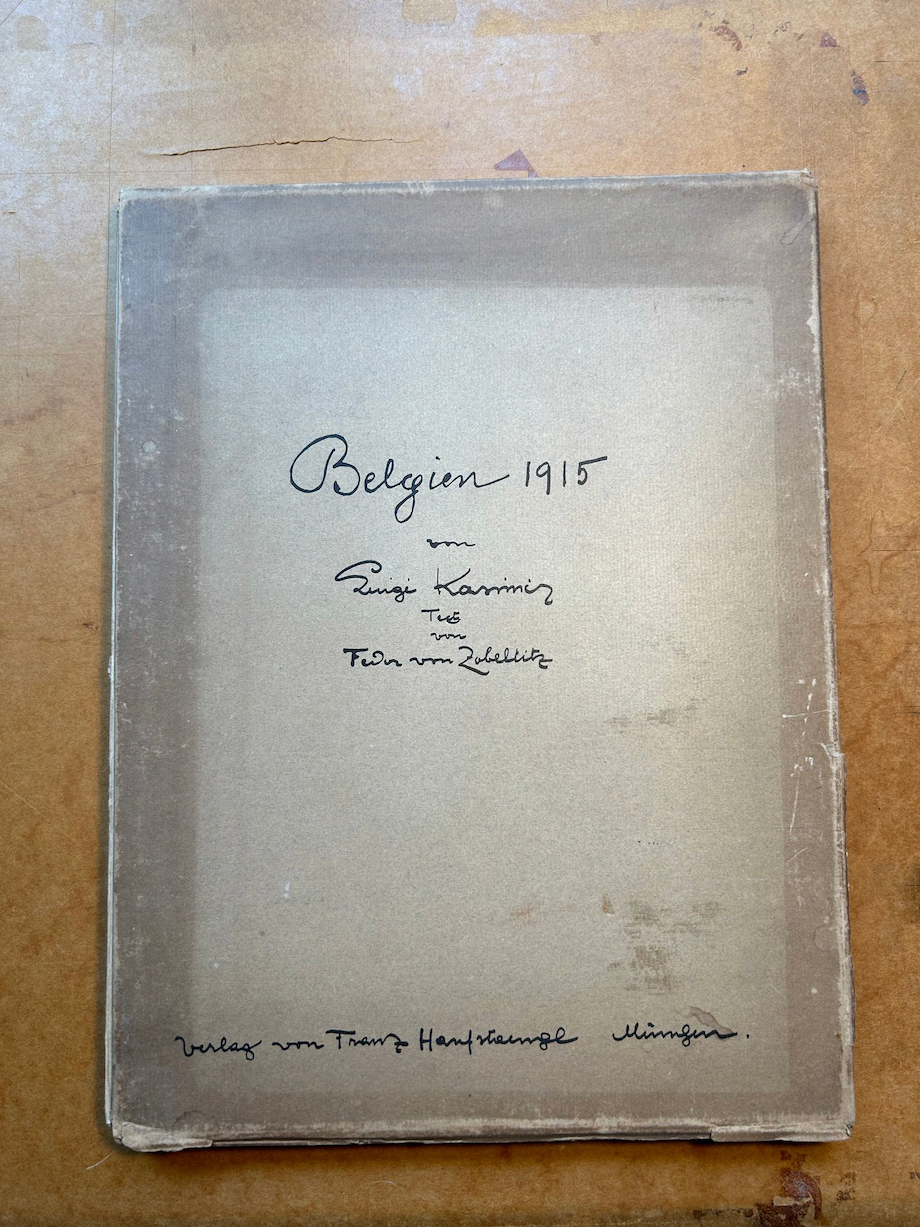 Belgien 1915
von
Luigi Kasimir
Text
von
Fedor von Zobeltitz
Verlag von Franz Hanfstaengl München.